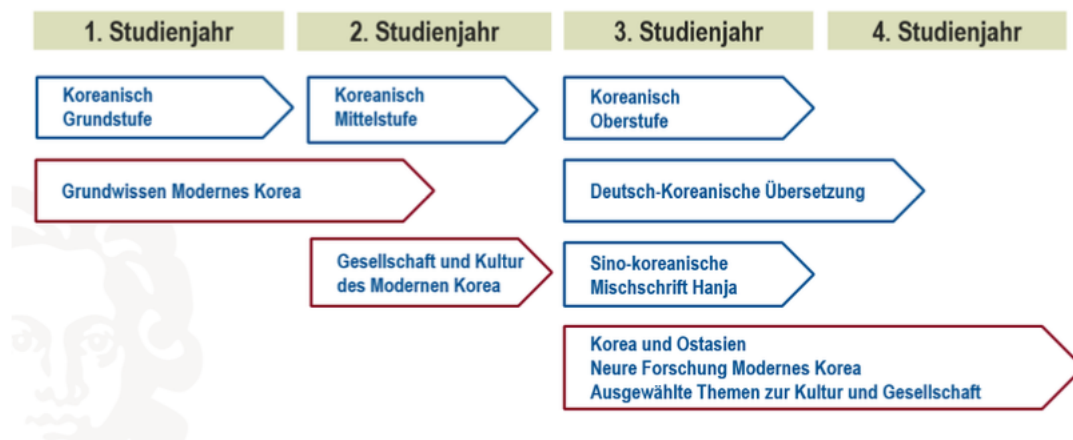 1. Studienjahr
2. Studienjahr
3. Studienjahr
4. Studienjahr
Koreanisch
Grundstufe
Koreanisch
Mittelstufe
Koreanisch
Oberstufe
Grundwissen Modernes Korea
Deutsch-Koreanische Übersetzung
Gesellschaft und Kultur
des Modernen Korea
Sino-koreanische
Mischschrift Hanja
Korea und Ostasien
Neure Forschung Modernes Korea
Ausgewählte Themen zur Kultur und Gesellschaft